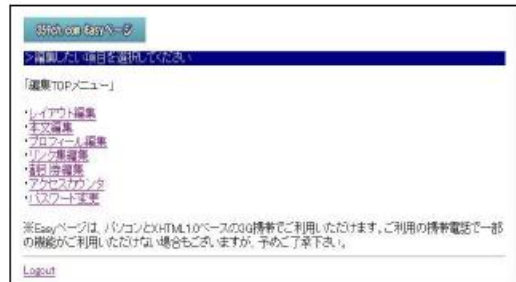 35fch.com Easyページ
>編集したい項目を選択してください
「編集TOPメニュー」
・レイアウト編集
・本文編集
・プロフィール編集
・リンク集編集
・割引券編集
・アクセスカウンタ
・パスワード変更
※Easyページは、パソコンとXHTML1.0ベースの3G携帯でご利用いただけます。ご利用の携帯電話で一部
の機能がご利用いただけない場合もございますが、予めご了承下さい。
Logout